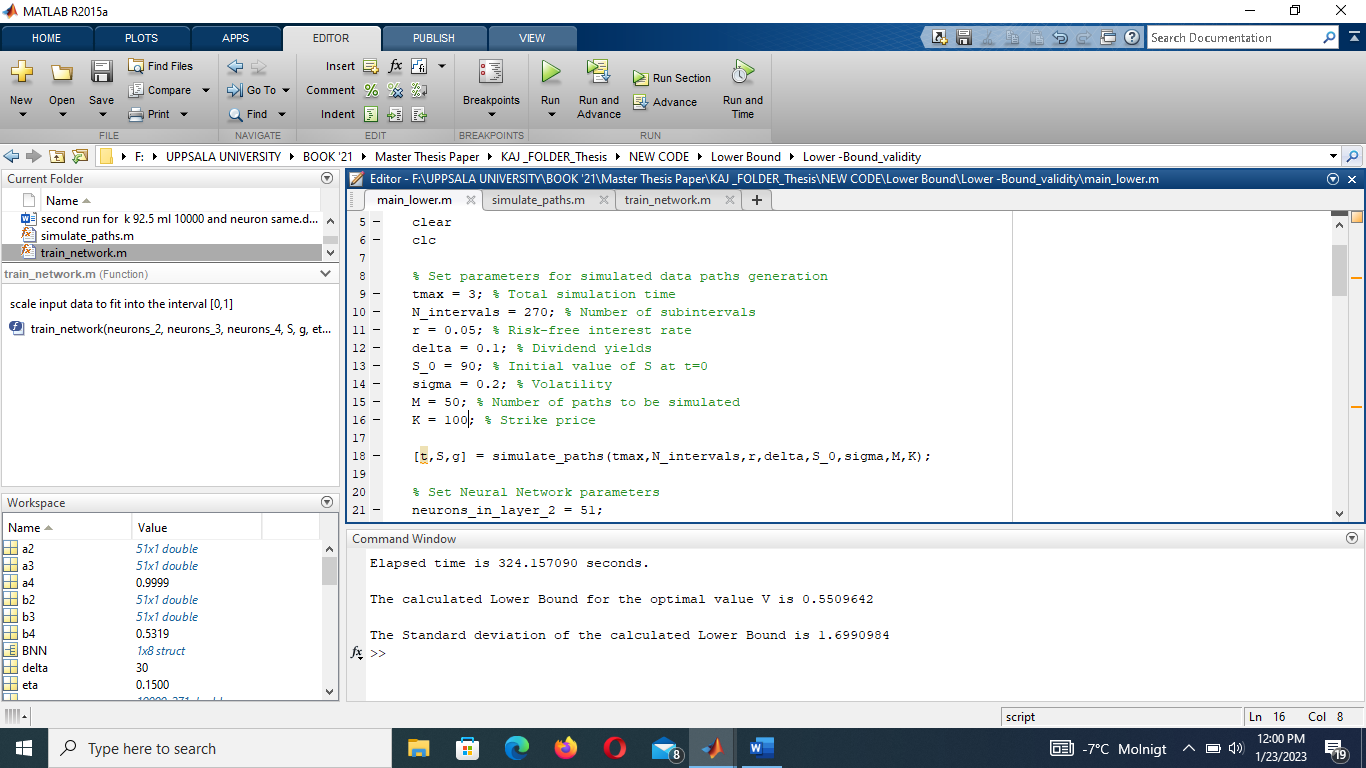 MATLAB R2015a
HOME PLOTS APPS EDITOR PUBLISH VIEW
Search Documentation
New Open Save Find Files Compare Print
Go To Find
Insert fx
Comment
Indent
Breakpoints
Run Run and Advance Run Section Advance Run and Time
FILE NAVIGATE EDIT BREAKPOINTS RUN
F: UPPSALA UNIVERSITY BOOK '21 Master Thesis Paper KAJ _FOLDER_Thesis NEW CODE Lower Bound Lower -Bound_validity
Current Folder
Name
second run for k 92.5 ml 10000 and neuron same.d...
simulate_paths.m
train_network.m
train_network.m (Function)
scale input data to fit into the interval [0,1]
train_network(neurons_2, neurons_3, neurons_4, S, g, et...
Workspace
Name Value
a2 51x1 double
a3 51x1 double
a4 0.9999
b2 51x1 double
b3 51x1 double
b4 0.5319
BNN 1x8 struct
delta 30
eta 0.1500
Editor - F:\UPPSALA UNIVERSITY\BOOK '21\Master Thesis Paper\KAJ _FOLDER_Thesis\NEW CODE\Lower Bound\Lower -Bound_validity\main_lower.m
main_lower.m simulate_paths.m train_network.m
5 clear
6 clc
7
8 % Set parameters for simulated data paths generation
9 tmax = 3; % Total simulation time
10 N_intervals = 270; % Number of subintervals
11 r = 0.05; % Risk-free interest rate
12 delta = 0.1; % Dividend yields
13 S_0 = 90; % Initial value of S at t=0
14 sigma = 0.2; % Volatility
15 M = 50; % Number of paths to be simulated
16 K = 100; % Strike price
17
18 [t,S,g] = simulate_paths(tmax,N_intervals,r,delta,S_0,sigma,M,K);
19
20 % Set Neural Network parameters
21 neurons_in_layer_2 = 51;
Command Window
Elapsed time is 324.157090 seconds.
The calculated Lower Bound for the optimal value V is 0.5509642
The Standard deviation of the calculated Lower Bound is 1.6990984
fx >>
script Ln 16 Col 8
Type here to search
8
-7°C Molnigt
12:00 PM
1/23/2023
19